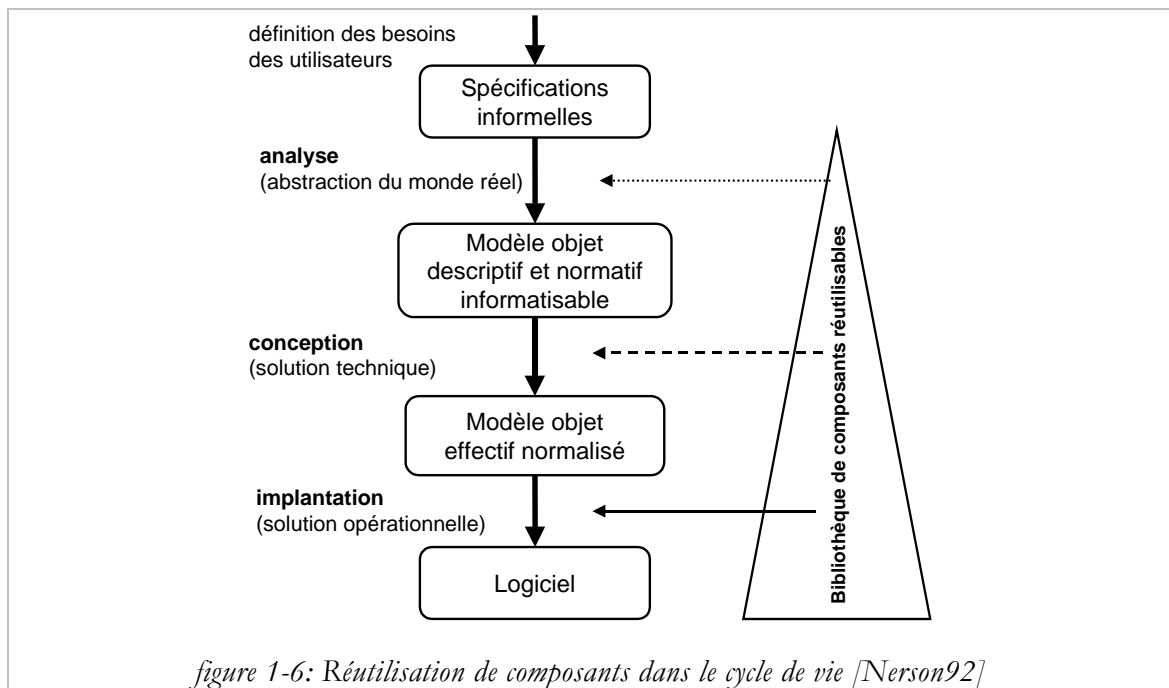 définition des besoins
des utilisateurs
Spécifications
informelles
analyse
(abstraction du monde réel)
Modèle objet
descriptif et normatif
informatisable
conception
(solution technique)
Modèle objet
effectif normalisé
implantation
(solution opérationnelle)
Logiciel
Bibliothèque de composants réutilisables
figure 1-6: Réutilisation de composants dans le cycle de vie [Nerson92]